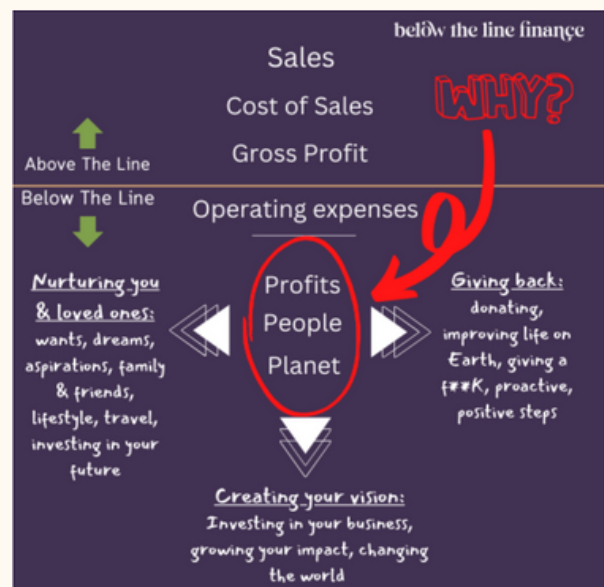 below the line finance
Sales
WHY?
Cost of Sales
Gross Profit
Above The Line
Below The Line
Operating expenses
Nurturing you
& loved ones:
wants, dreams,
aspirations, family
& friends,
lifestyle, travel,
investing in your
future
Profits
People
Planet
Giving back:
donating,
improving life on
Earth, giving a
f**K, proactive,
positive steps
Creating your vision:
Investing in your business,
growing your impact, changing
the world